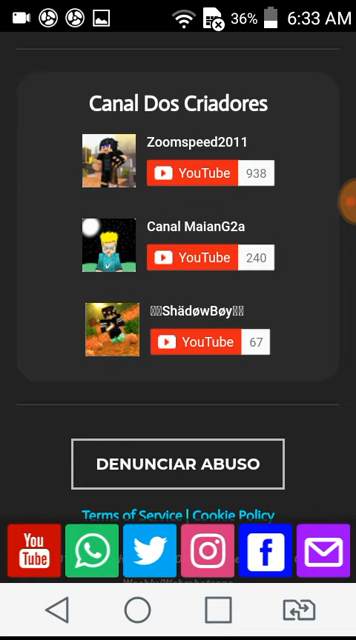 36% 6:33 AM
Canal Dos Criadores
Zoomspeed2011
YouTube 938
Canal MaianG2a
YouTube 240
ShädøwBøy
YouTube 67
DENUNCIAR ABUSO
Terms of Service | Cookie Policy
You
Tube